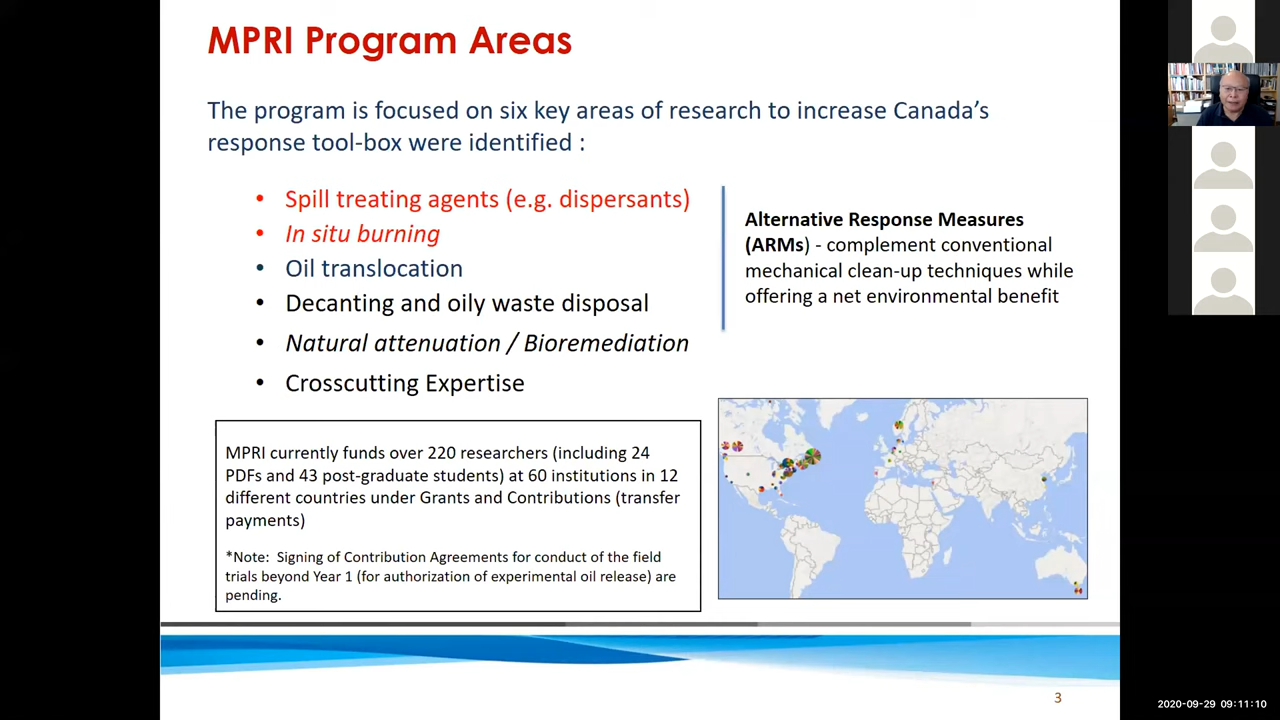 MPRI Program Areas
The program is focused on six key areas of research to increase Canada's
response tool-box were identified :
• Spill treating agents (e.g. dispersants)
• In situ burning
• Oil translocation
• Decanting and oily waste disposal
• Natural attenuation / Bioremediation
• Crosscutting Expertise
Alternative Response Measures
(ARMs) - complement conventional
mechanical clean-up techniques while
offering a net environmental benefit
MPRI currently funds over 220 researchers (including 24
PDFs and 43 post-graduate students) at 60 institutions in 12
different countries under Grants and Contributions (transfer
payments)
*Note: Signing of Contribution Agreements for conduct of the field
trials beyond Year 1 (for authorization of experimental oil release) are
pending.
3
2020-09-29 09:11:10